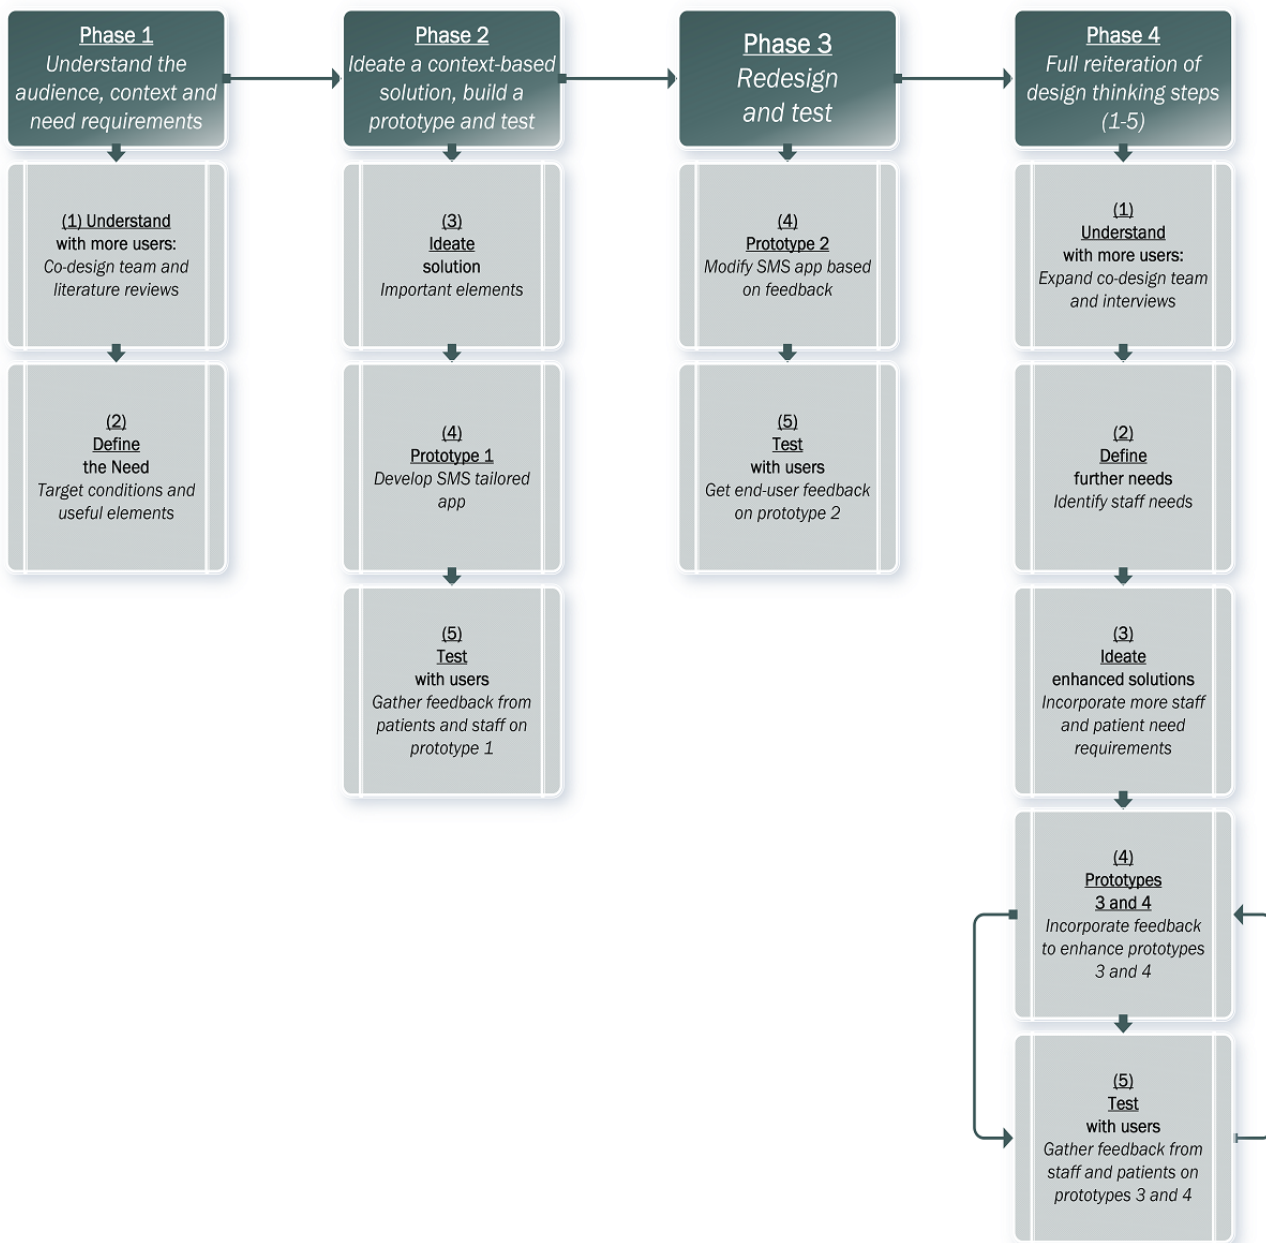 Phase 1
Understand the
audience, context and
need requirements
(1) Understand
with more users:
Co-design team and
literature reviews
(2)
Define
the Need
Target conditions and
useful elements
Phase 2
Ideate a context-based
solution, build a
prototype and test
(3)
Ideate
solution
Important elements
(4)
Prototype 1
Develop SMS tailored
app
(5)
Test
with users
Gather feedback from
patients and staff on
prototype 1
Phase 3
Redesign
and test
(4)
Prototype 2
Modify SMS app based
on feedback
(5)
Test
with users
Get end-user feedback
on prototype 2
Phase 4
Full reiteration of
design thinking steps
(1-5)
(1)
Understand
with more users:
Expand co-design team
and interviews
(2)
Define
further needs
Identify staff needs
(3)
Ideate
enhanced solutions
Incorporate more staff
and patient need
requirements
(4)
Prototypes
3 and 4
Incorporate feedback
to enhance prototypes
3 and 4
(5)
Test
with users
Gather feedback from
staff and patients on
prototypes 3 and 4